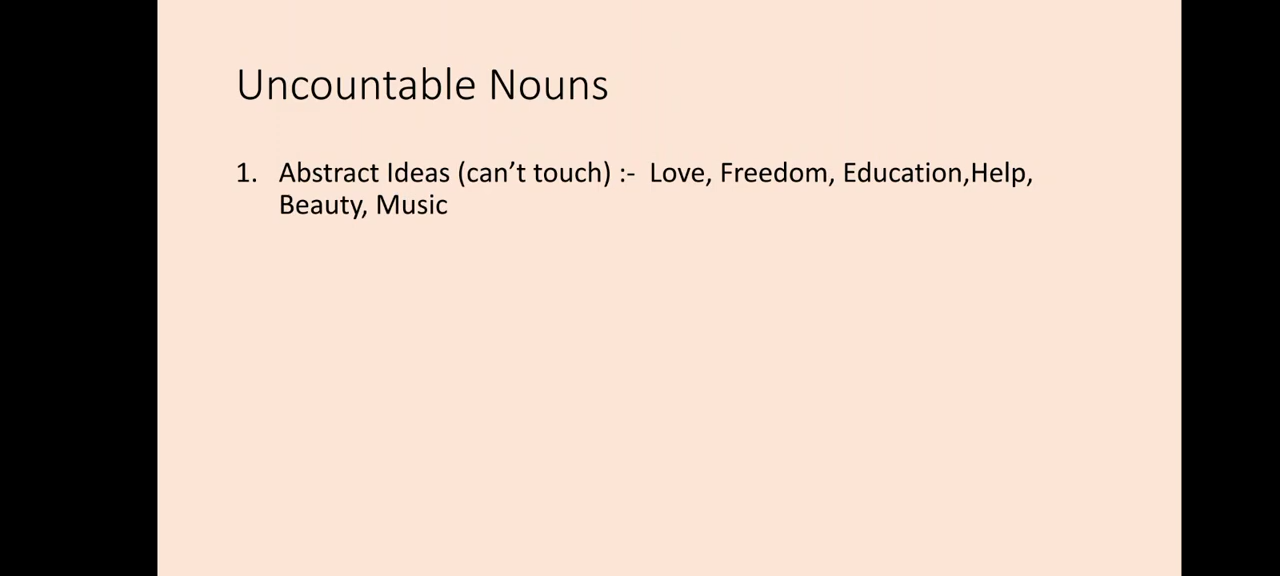 Uncountable Nouns
1. Abstract Ideas (can’t touch) :- Love, Freedom, Education,Help,
Beauty, Music